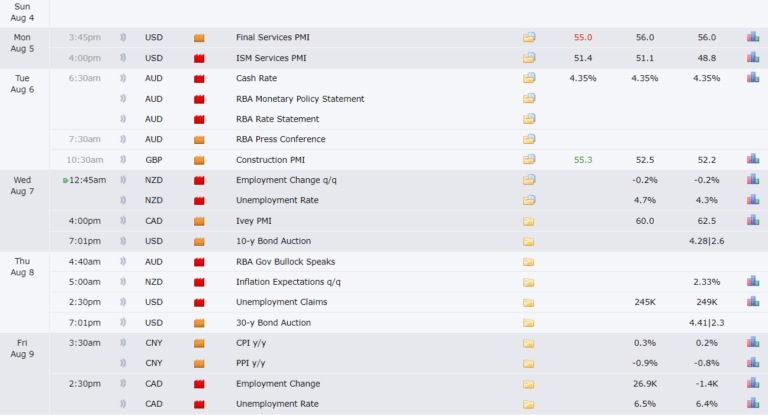 Sun
Aug 4
Mon
Aug 5
3:45pm USD Final Services PMI 55.0 56.0 56.0
4:00pm USD ISM Services PMI 51.4 51.1 48.8
Tue
Aug 6
6:30am AUD Cash Rate 4.35% 4.35% 4.35%
AUD RBA Monetary Policy Statement
AUD RBA Rate Statement
7:30am AUD RBA Press Conference
10:30am GBP Construction PMI 55.3 52.5 52.2
Wed
Aug 7
12:45am NZD Employment Change q/q -0.2% -0.2%
NZD Unemployment Rate 4.7% 4.3%
4:00pm CAD Ivey PMI 60.0 62.5
7:01pm USD 10-y Bond Auction 4.28|2.6
Thu
Aug 8
4:40am AUD RBA Gov Bullock Speaks
5:00am NZD Inflation Expectations q/q 2.33%
2:30pm USD Unemployment Claims 245K 249K
7:01pm USD 30-y Bond Auction 4.41|2.3
Fri
Aug 9
3:30am CNY CPI y/y 0.3% 0.2%
CNY PPI y/y -0.9% -0.8%
2:30pm CAD Employment Change 26.9K -1.4K
CAD Unemployment Rate 6.5% 6.4%